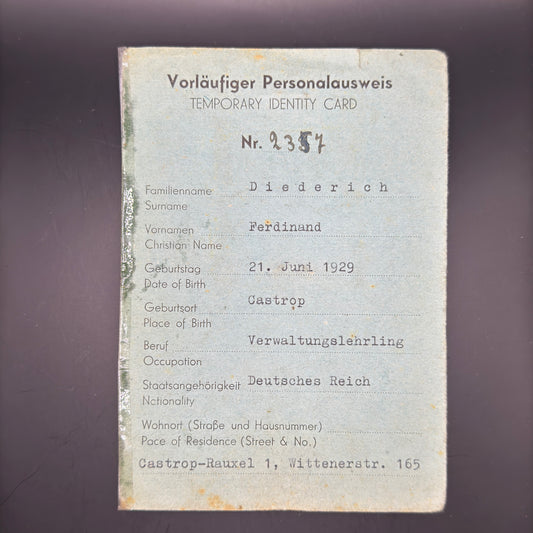 Vorläufiger Personalausweis
TEMPORARY IDENTITY CARD
Nr. 2357
Familienname Diederich
Surname
Vornamen Ferdinand
Christian Name
Geburtstag 21. Juni 1929
Date of Birth
Geburtsort Castrop
Place of Birth
Beruf Verwaltungslehrling
Occupation
Staatsangehörigkeit Deutsches Reich
Nctionality
Wohnort (Straße und Hausnummer)
Pace of Residence (Street & No.)
Castrop-Rauxel 1, Wittenerstr. 165